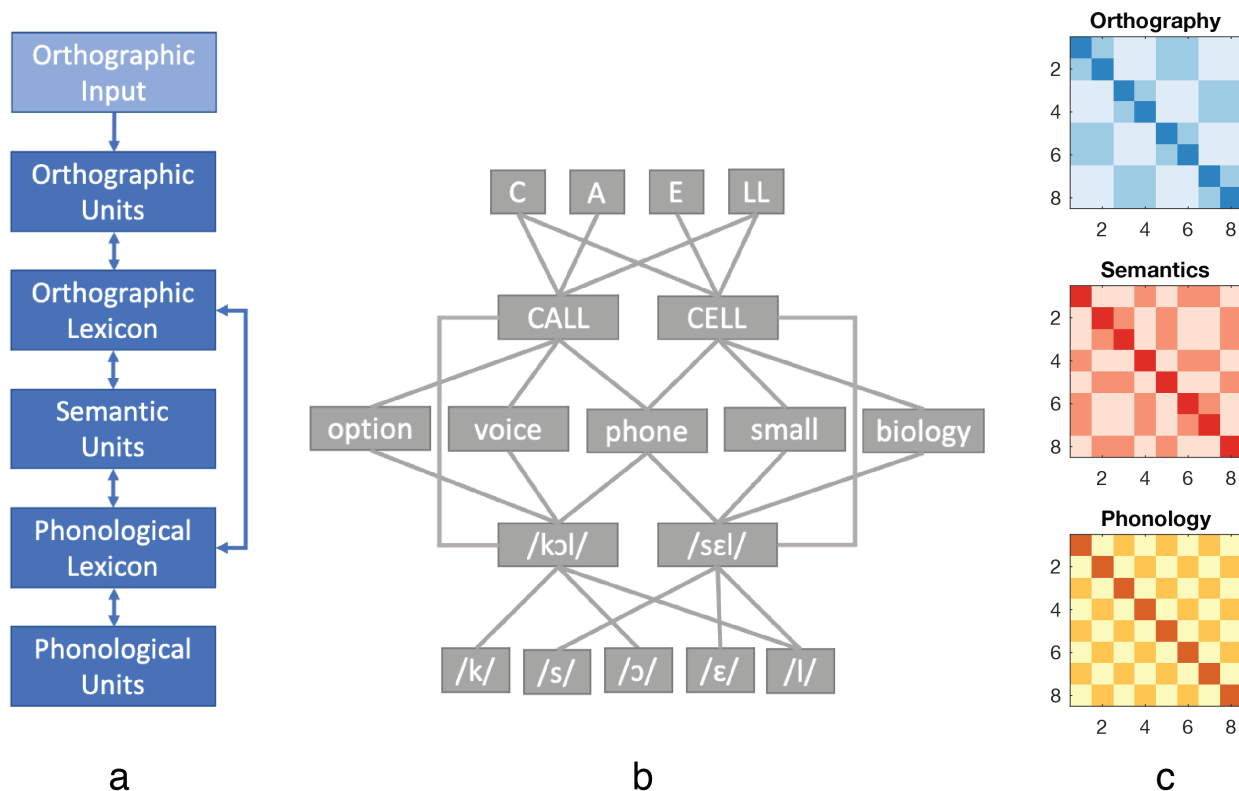 Orthographic
Input
Orthographic
Units
Orthographic
Lexicon
Semantic
Units
Phonological
Lexicon
Phonological
Units
a
C A E LL
CALL CELL
option voice phone small biology
/kɔl/ /sɛl/
/k/ /s/ /ɔ/ /ɛ/ /l/
b
Orthography
2
4
6
8
2 4 6 8
Semantics
2
4
6
8
2 4 6 8
Phonology
2
4
6
8
2 4 6 8
c